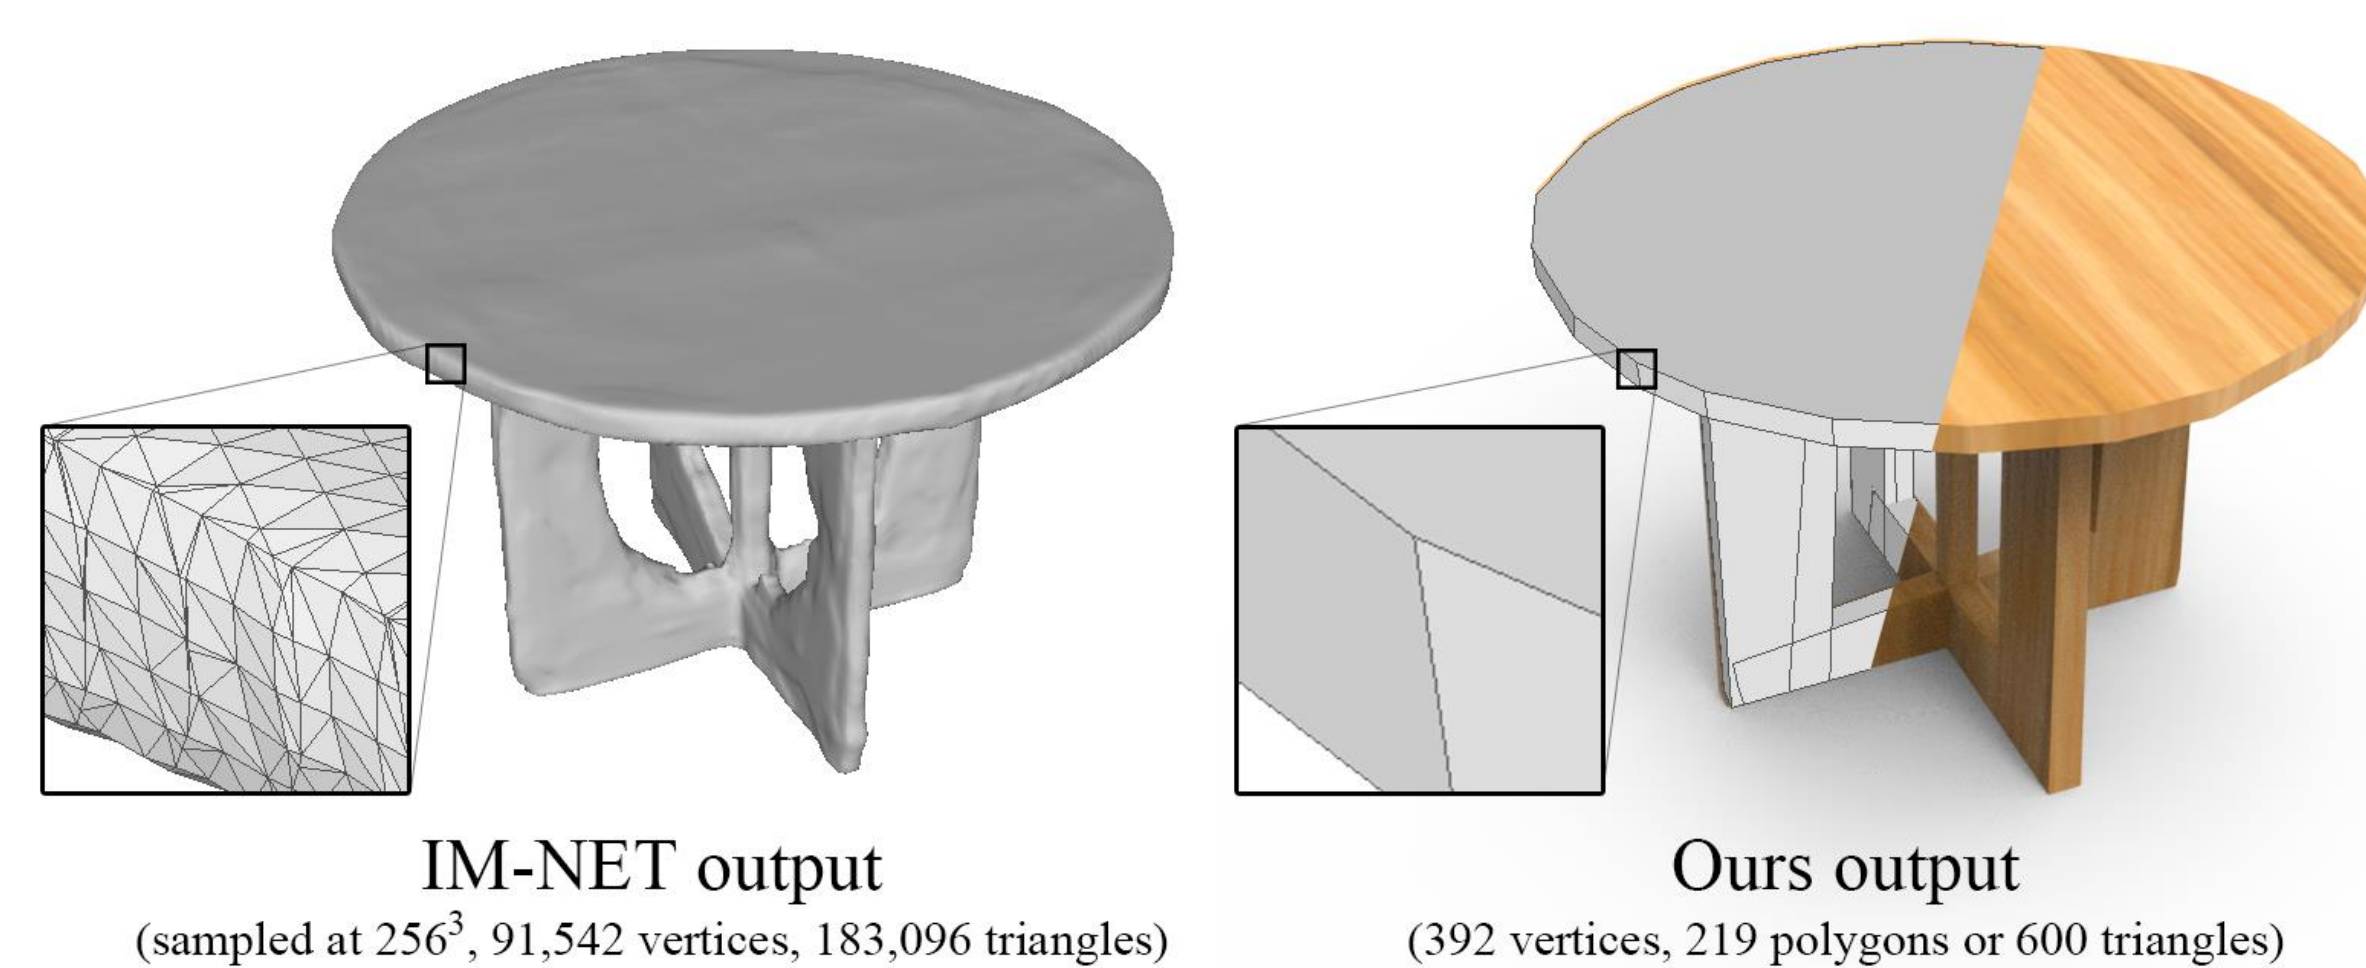 IM-NET output
(sampled at 256³, 91,542 vertices, 183,096 triangles)
Ours output
(392 vertices, 219 polygons or 600 triangles)